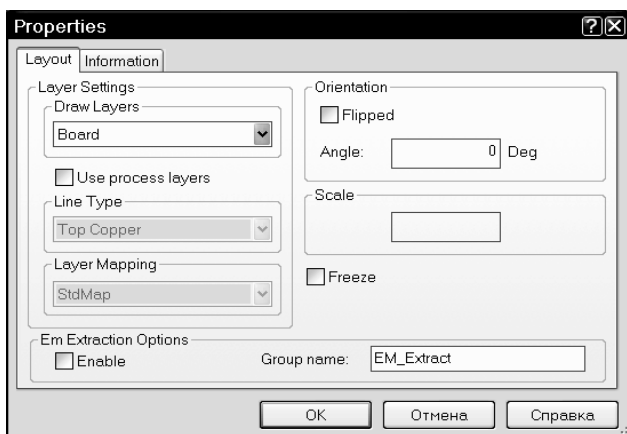 Properties
Layout Information
Layer Settings
Draw Layers
Board
Use process layers
Line Type
Top Copper
Layer Mapping
StdMap
Orientation
Flipped
Angle: 0 Deg
Scale
Freeze
Em Extraction Options
Enable
Group name: EM_Extract
OK Отмена Справка